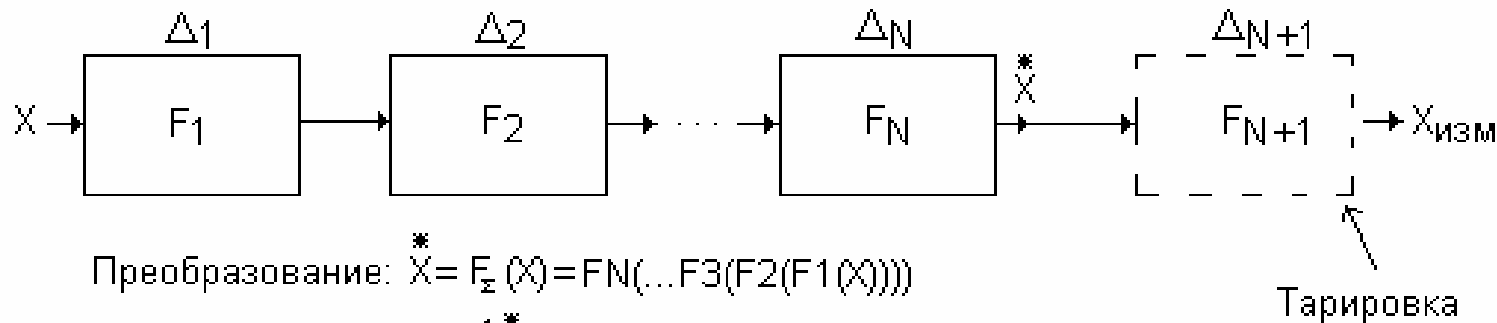 Δ1 Δ2 ΔN ΔN+1
X F1 F2 ... FN X* FN+1 Xизм
Преобразование: X* = FΣ(X)=FN(...F3(F2(F1(X))))
Тарировка